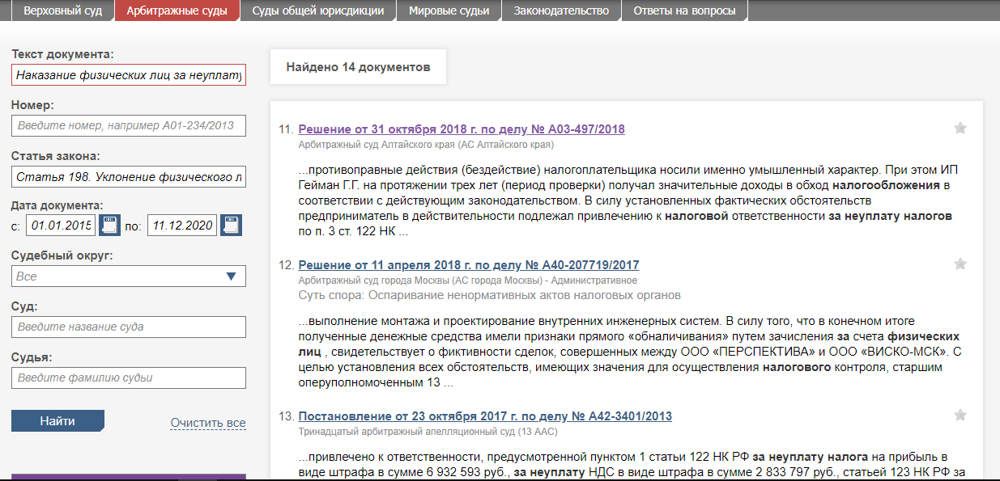 Верховный суд Арбитражные суды Суды общей юрисдикции Мировые судьи Законодательство Ответы на вопросы
Текст документа:
Наказание физических лиц за неуплату
Номер:
Введите номер, например А01-234/2013
Статья закона:
Статья 198. Уклонение физического л
Дата документа:
с: 01.01.2015 по: 11.12.2020
Судебный округ:
Все
Суд:
Введите название суда
Судья:
Введите фамилию судьи
Найти Очистить все
Найдено 14 документов
11. Решение от 31 октября 2018 г. по делу № А03-497/2018
Арбитражный суд Алтайского края (АС Алтайского края)
...противоправные действия (бездействие) налогоплательщика носили именно умышленный характер. При этом ИП
Гейман Г.Г. на протяжении трех лет (период проверки) получал значительные доходы в обход налогообложения в
соответствии с действующим законодательством. В силу установленных фактических обстоятельств
предприниматель в действительности подлежал привлечению к налоговой ответственности за неуплату налогов
по п. 3 ст. 122 НК ...
12. Решение от 11 апреля 2018 г. по делу № А40-207719/2017
Арбитражный суд города Москвы (АС города Москвы) - Административное
Суть спора: Оспаривание ненормативных актов налоговых органов
...выполнение монтажа и проектирование внутренних инженерных систем. В силу того, что в конечном итоге
полученные денежные средства имели признаки прямого «обналичивания» путем зачисления за счета физических
лиц , свидетельствует о фиктивности сделок, совершенных между ООО «ПЕРСПЕКТИВА» и ООО «ВИСКО-МСК». С
целью установления всех обстоятельств, имеющих значения для осуществления налогового контроля, старшим
оперуполномоченным 13 ...
13. Постановление от 23 октября 2017 г. по делу № А42-3401/2013
Тринадцатый арбитражный апелляционный суд (13 ААС)
...привлечено к ответственности, предусмотренной пунктом 1 статьи 122 НК РФ за неуплату налога на прибыль в
виде штрафа в сумме 6 932 593 руб., за неуплату НДС в виде штрафа в сумме 2 833 797 руб., статьей 123 НК РФ за